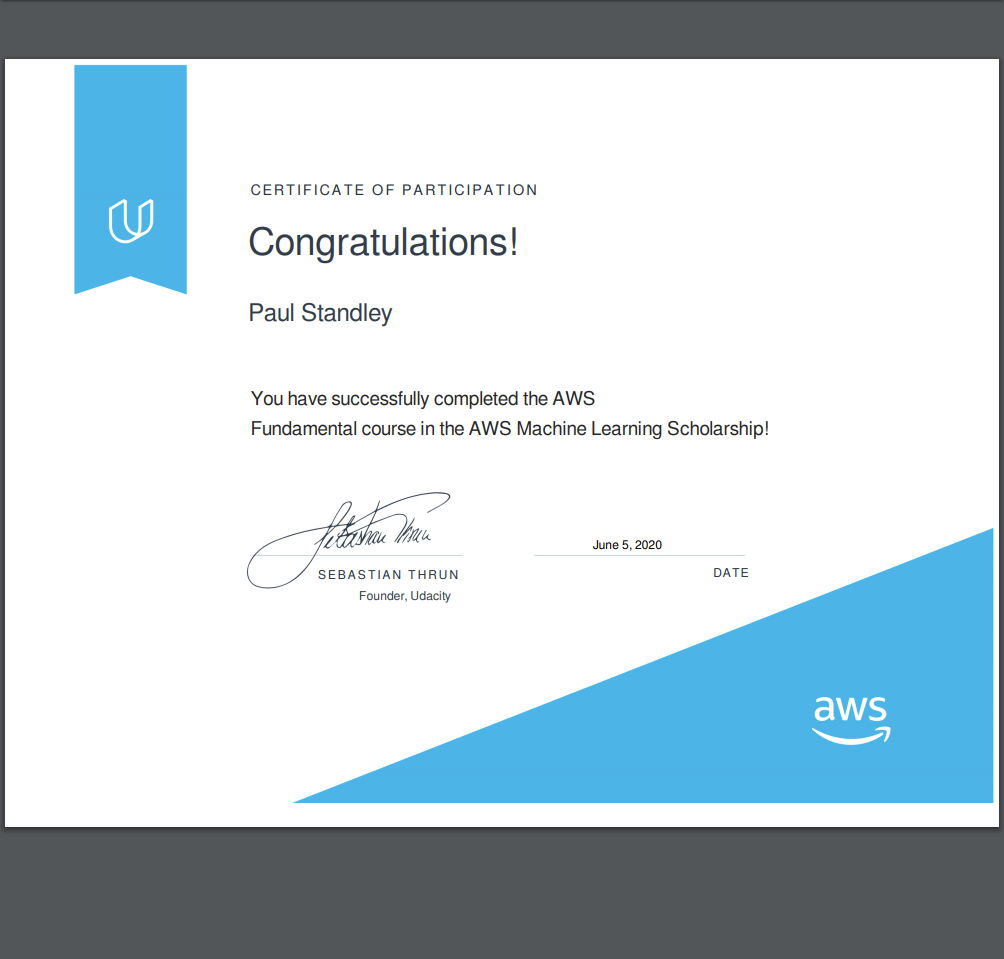 CERTIFICATE OF PARTICIPATION
Congratulations!
Paul Standley
You have successfully completed the AWS
Fundamental course in the AWS Machine Learning Scholarship!
Sebastian Thrun
June 5, 2020
SEBASTIAN THRUN
DATE
Founder, Udacity
aws